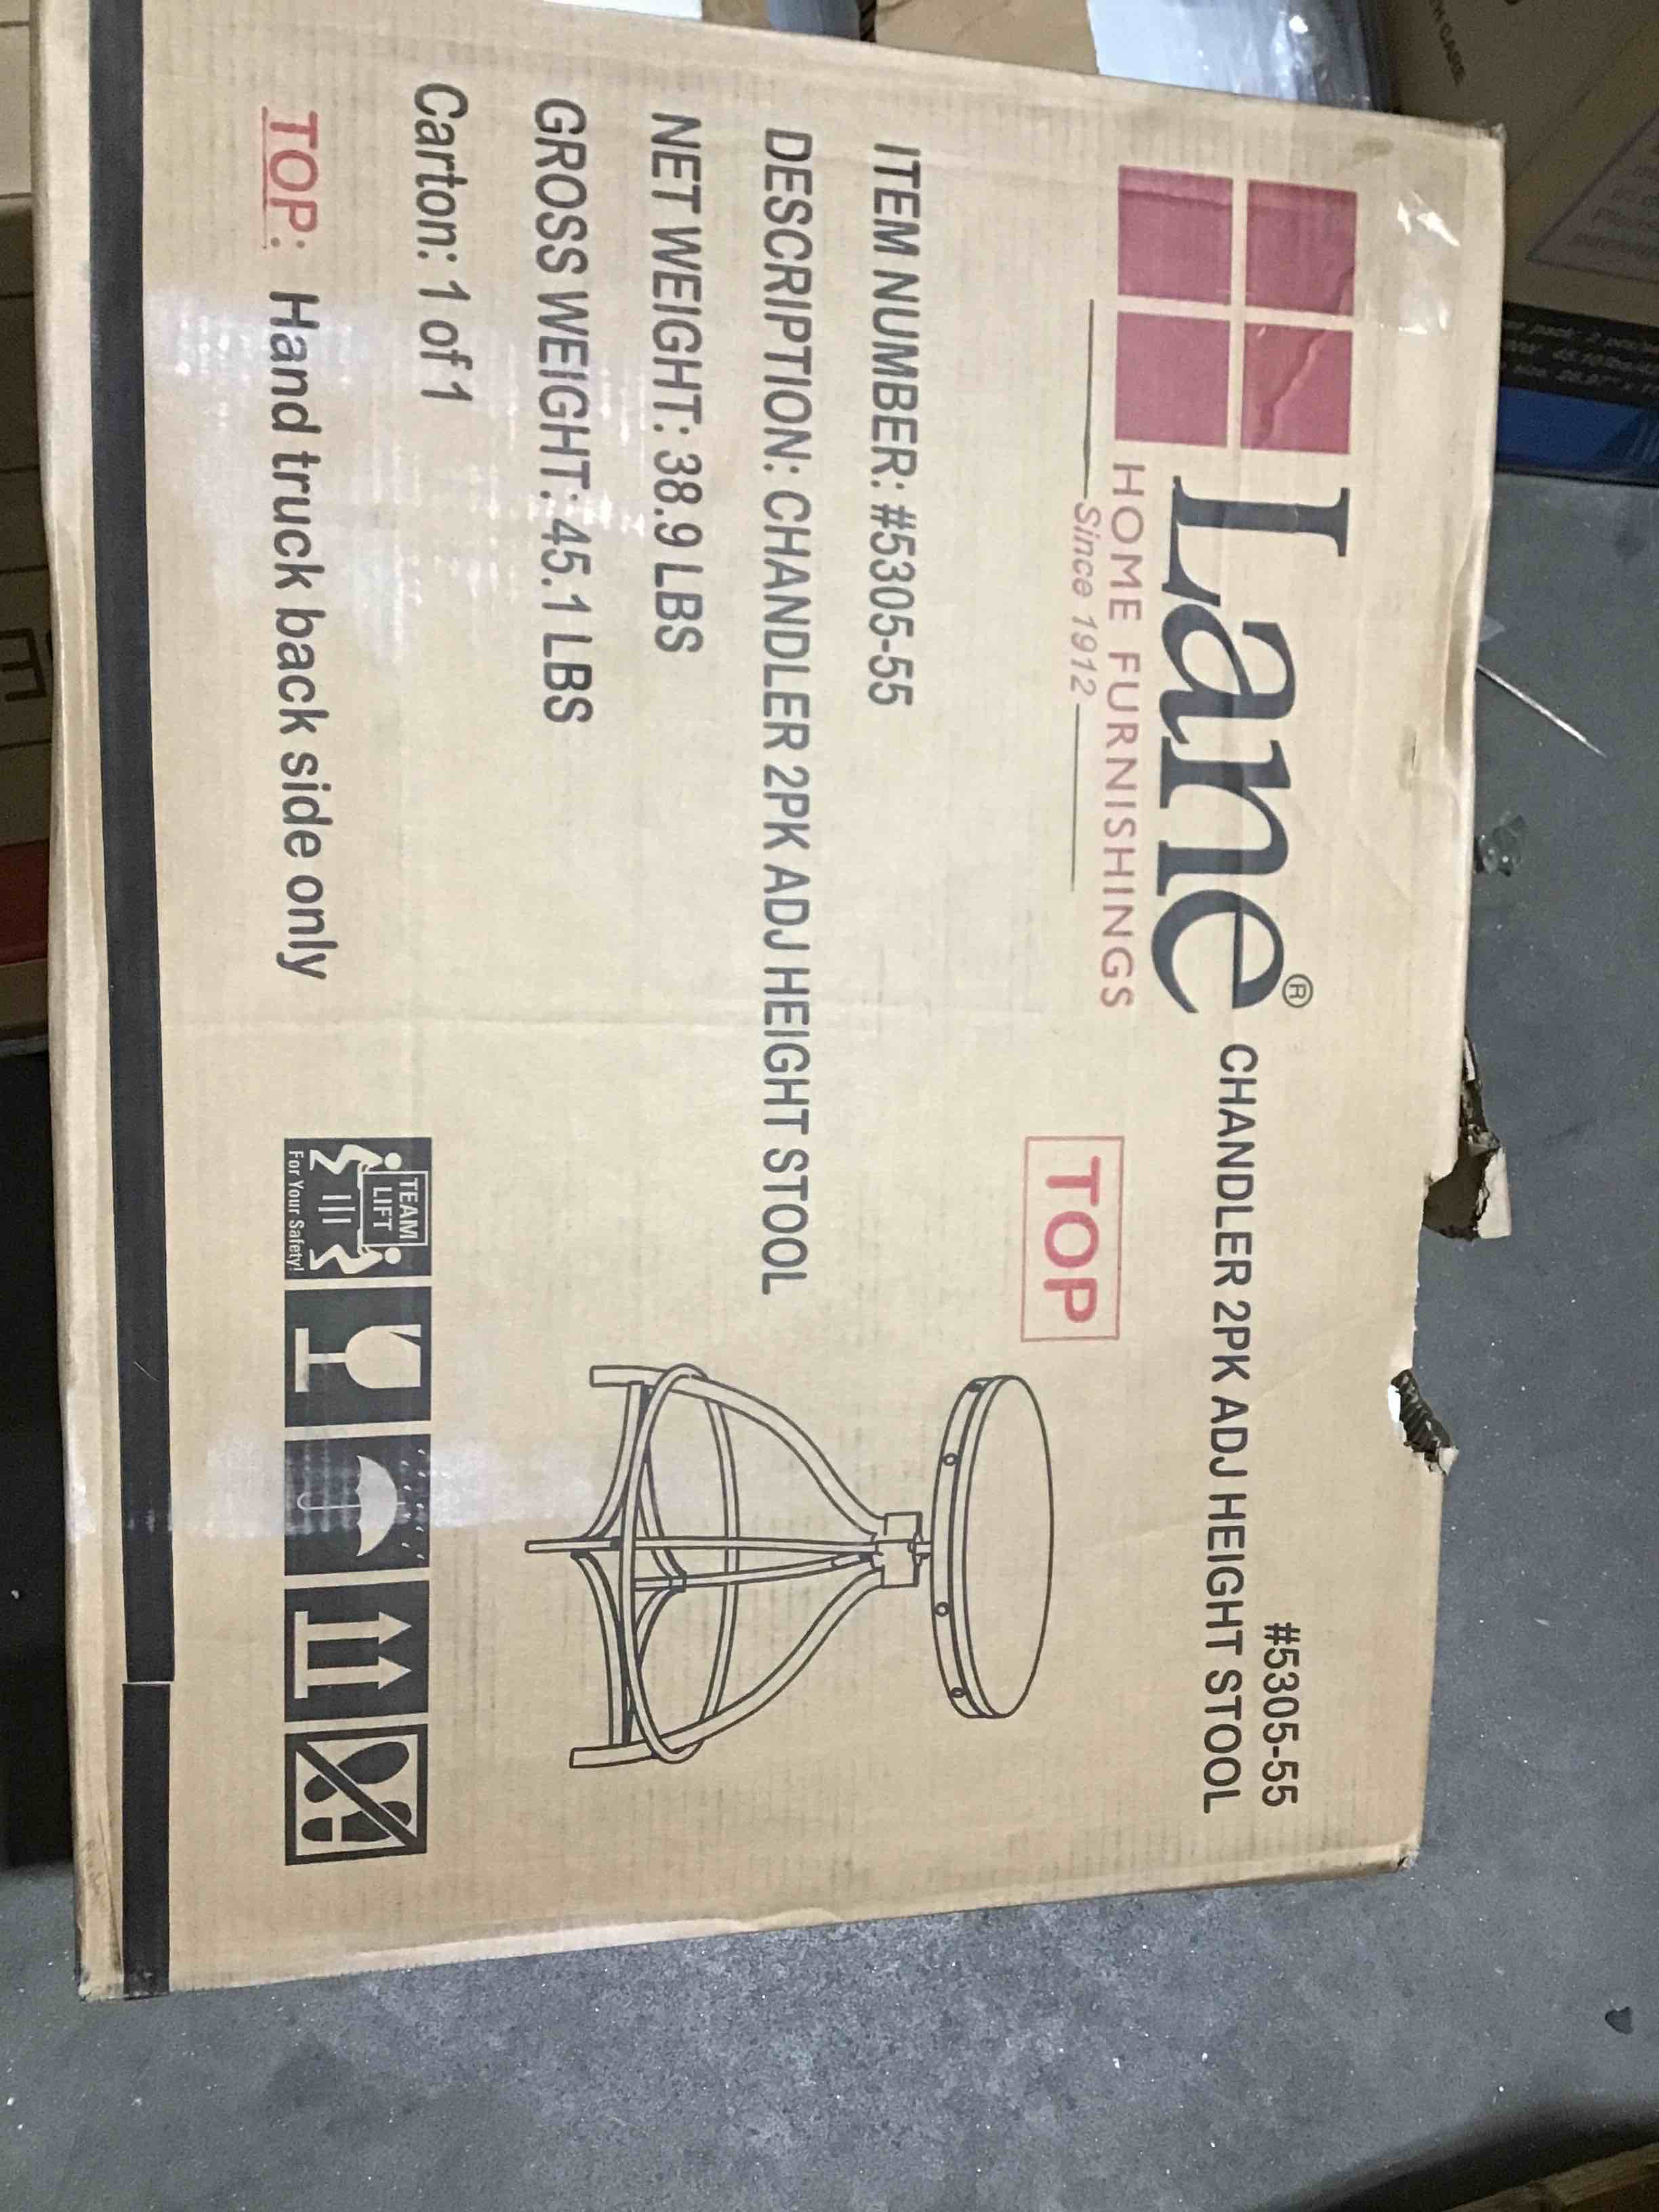 Lane®
HOME FURNISHINGS
Since 1912
#5305-55
CHANDLER 2PK ADJ HEIGHT STOOL
TOP
ITEM NUMBER: #5305-55
DESCRIPTION: CHANDLER 2PK ADJ HEIGHT STOOL
NET WEIGHT: 38.9 LBS
GROSS WEIGHT: 45.1 LBS
Carton: 1 of 1
TOP: Hand truck back side only
TEAM
LIFT
For Your Safety!